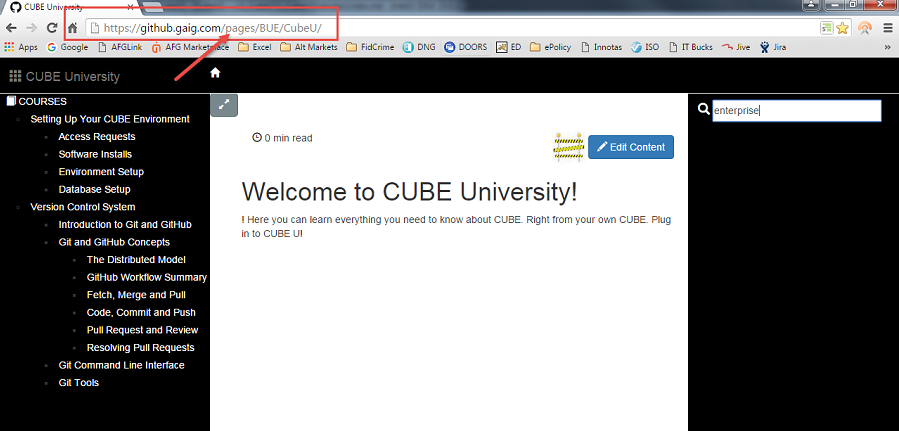 CUBE University
https://github.gaig.com/pages/BUE/CubeU/
Apps Google AFGLink AFG Marketplace Excel Alt Markets FidCrime DNG DOORS ED ePolicy Innotas ISO IT Bucks Jive Jira »
CUBE University
COURSES
Setting Up Your CUBE Environment
Access Requests
Software Installs
Environment Setup
Database Setup
Version Control System
Introduction to Git and GitHub
Git and GitHub Concepts
The Distributed Model
GitHub Workflow Summary
Fetch, Merge and Pull
Code, Commit and Push
Pull Request and Review
Resolving Pull Requests
Git Command Line Interface
Git Tools
0 min read
Edit Content
Welcome to CUBE University!
! Here you can learn everything you need to know about CUBE. Right from your own CUBE. Plug
in to CUBE U!
enterprise